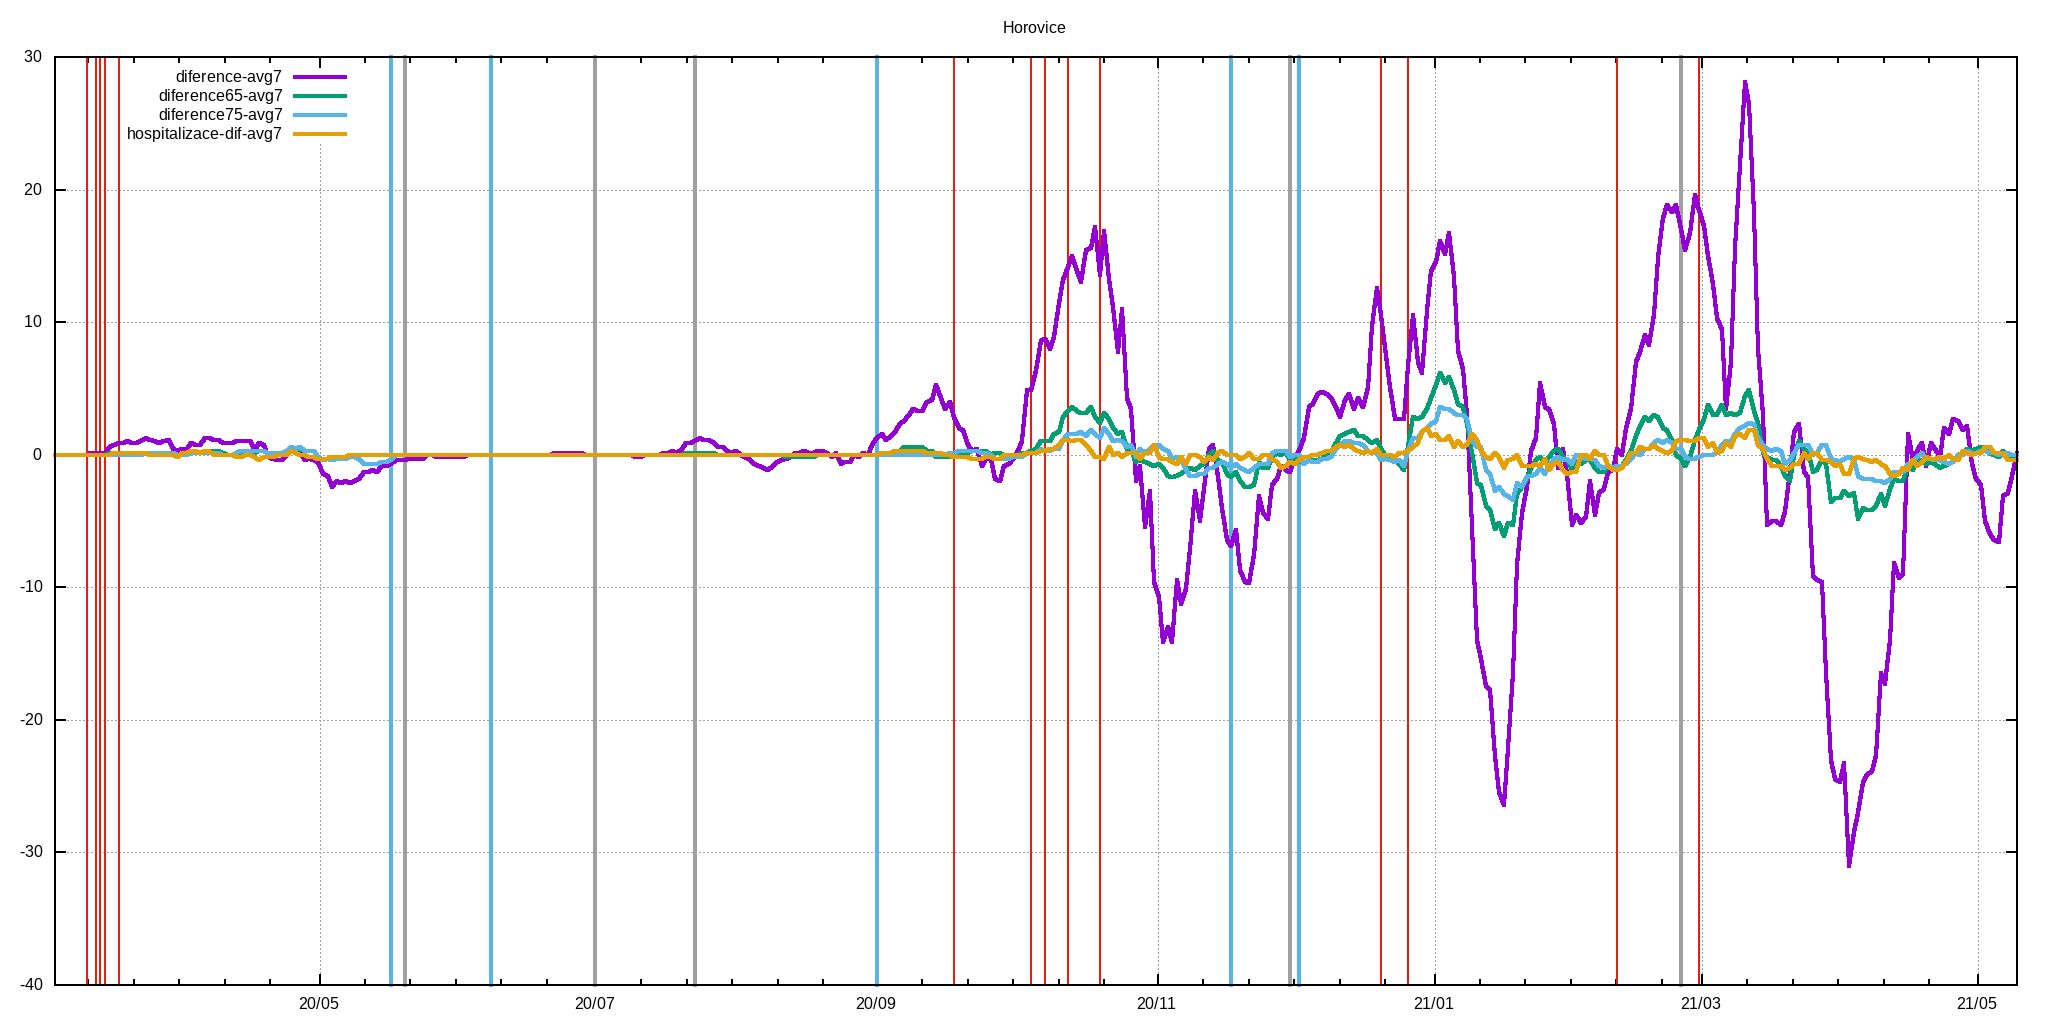 Horovice
30
diference-avg7
diference65-avg7
diference75-avg7
hospitalizace-dif-avg7
20
10
0
-10
-20
-30
-40
20/05 20/07 20/09 20/11 21/01 21/03 21/05